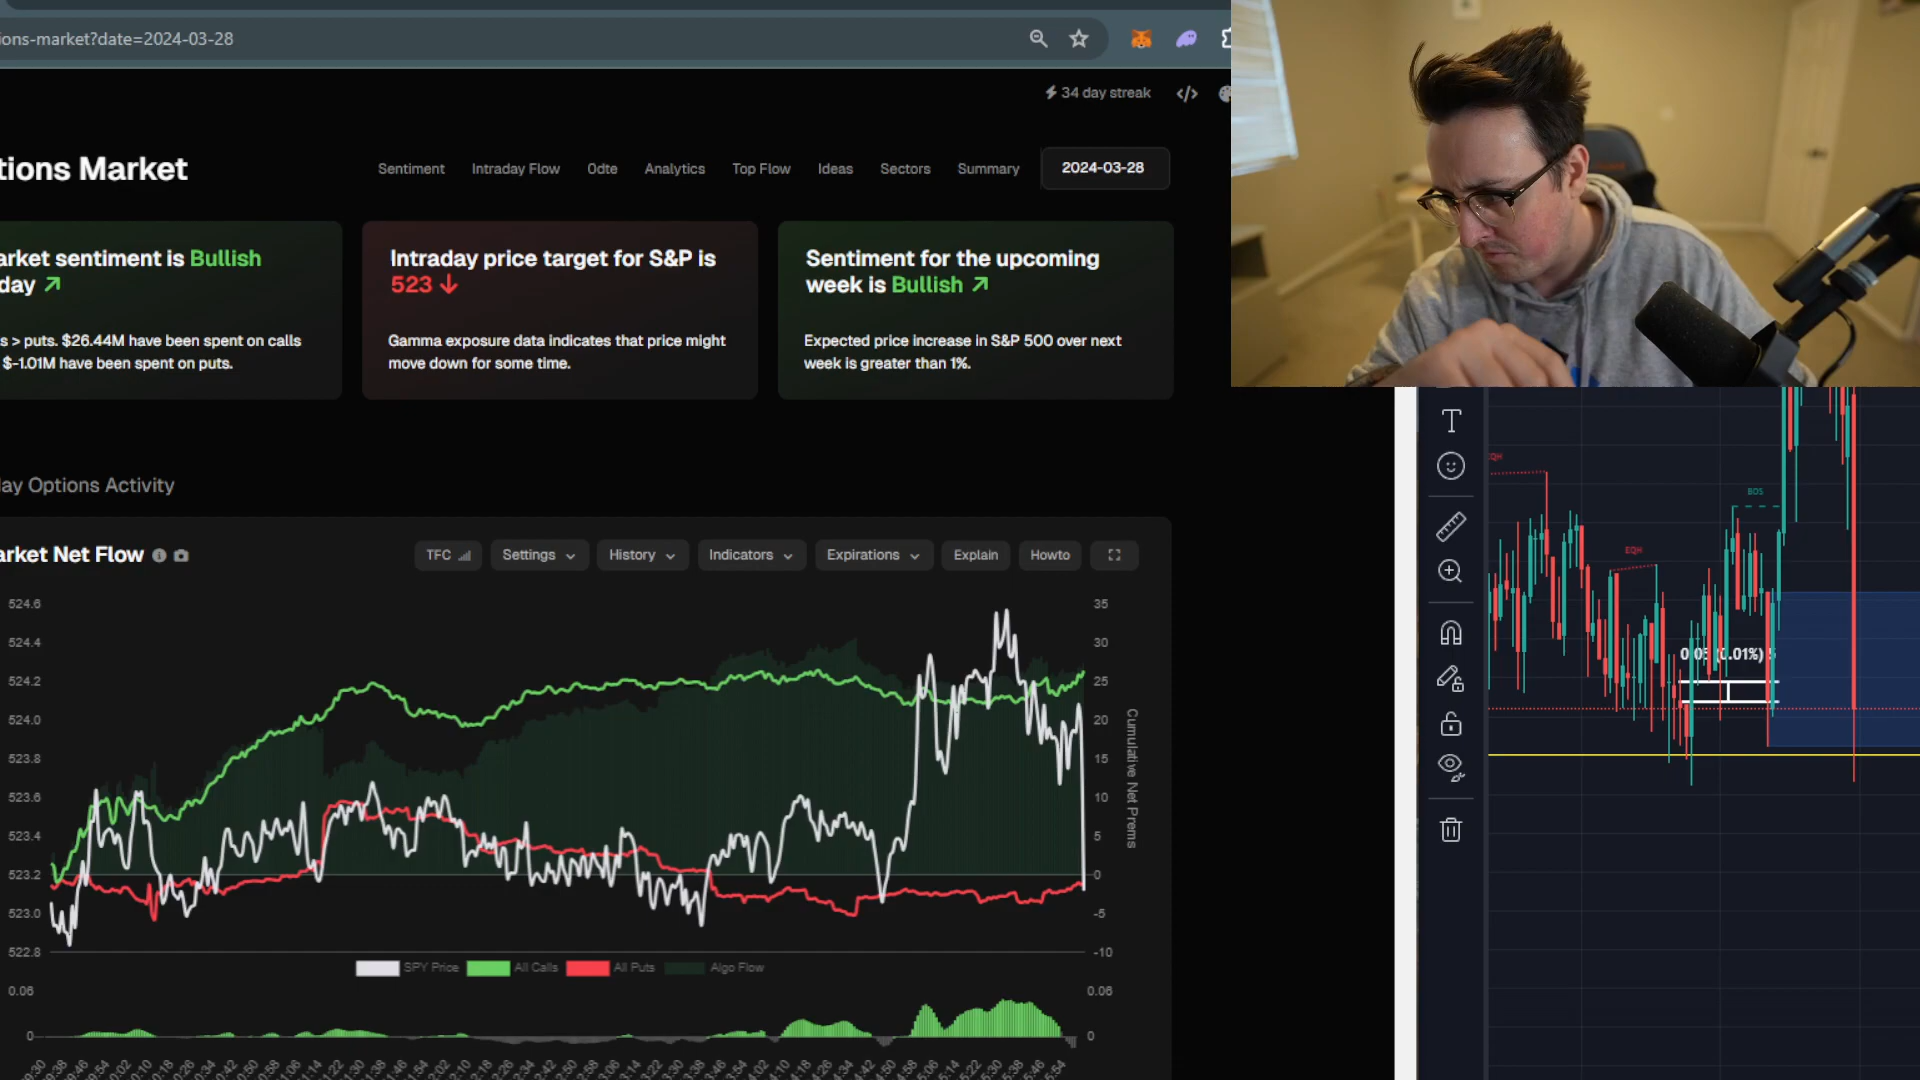 ions-market?date=2024-03-28
34 day streak
tions Market
Sentiment Intraday Flow 0dte Analytics Top Flow Ideas Sectors Summary 2024-03-28
arket sentiment is Bullish
day
s > puts. $26.44M have been spent on calls
$-1.01M have been spent on puts.
Intraday price target for S&P is
523
Gamma exposure data indicates that price might
move down for some time.
Sentiment for the upcoming
week is Bullish
Expected price increase in S&P 500 over next
week is greater than 1%.
ay Options Activity
arket Net Flow
TFC Settings History Indicators Expirations Explain Howto
524.6
524.4
524.2
524.0
523.8
523.6
523.4
523.2
523.0
522.8
35
30
25
20
15
10
5
0
-5
-10
Cumulative Net Prems
SPY Price All Calls All Puts Algo Flow
0.06
0
0.06
0
EQH
BOS
T